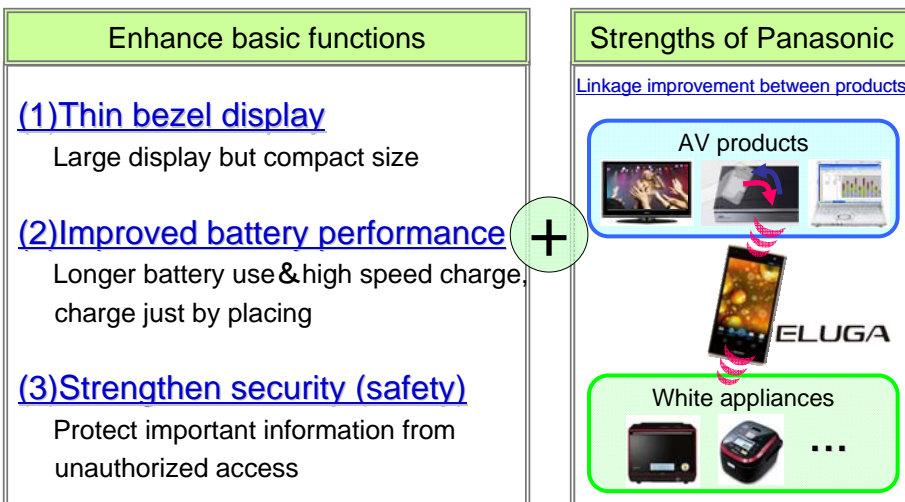 Enhance basic functions
(1)Thin bezel display
Large display but compact size
(2)Improved battery performance
Longer battery use&high speed charge,
charge just by placing
(3)Strengthen security (safety)
Protect important information from
unauthorized access
+
Strengths of Panasonic
Linkage improvement between products
AV products
ELUGA
White appliances
...